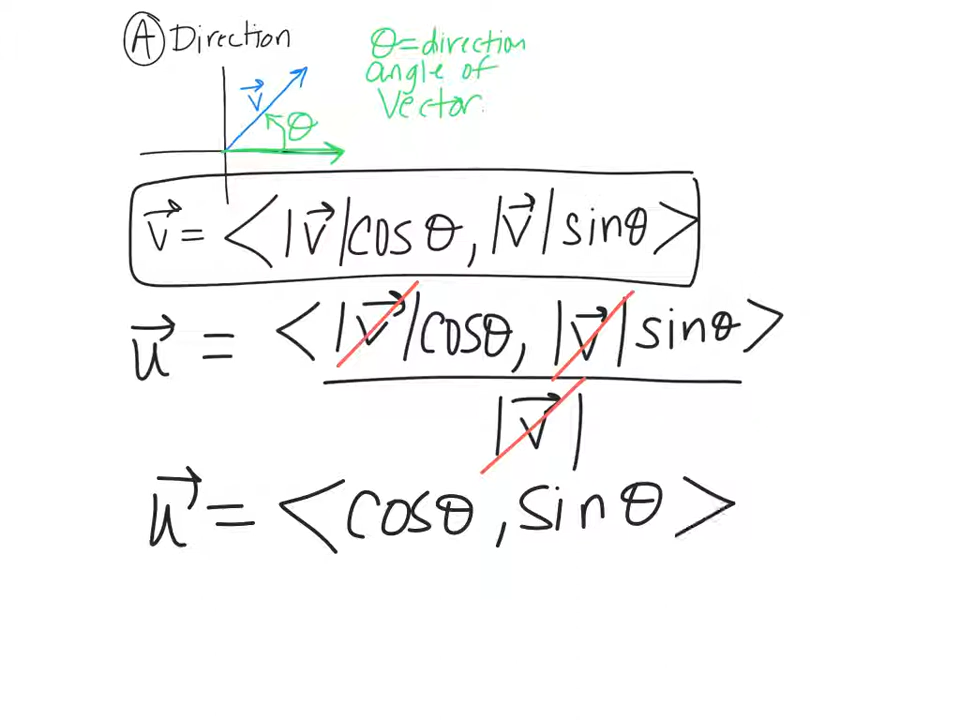 Ⓐ Direction
θ=direction
angle of
Vector.
v⃗
θ
v⃗ = <|v⃗|cosθ, |v⃗|sinθ>
u⃗ = <|v⃗|cosθ, |v⃗|sinθ>
|v⃗|
u⃗ = <cosθ, sinθ>